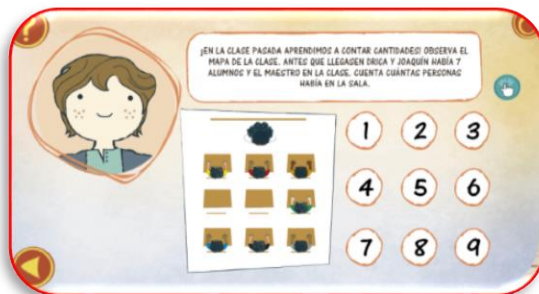 ¡EN LA CLASE PASADA APRENDIMOS A CONTAR CANTIDADES! OBSERVA EL
MAPA DE LA CLASE. ANTES QUE LLEGASEN DRICA Y JOAQUÍN HABÍA 7
ALUMNOS Y EL MAESTRO EN LA CLASE. CUENTA CUÁNTAS PERSONAS
HABÍA EN LA SALA.
1 2 3
4 5 6
7 8 9